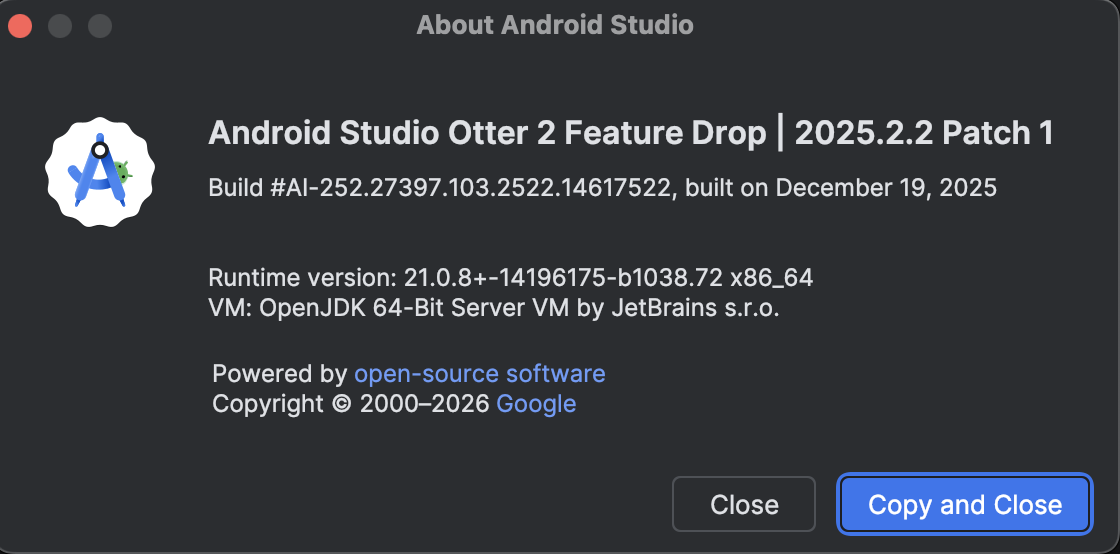 About Android Studio
Android Studio Otter 2 Feature Drop | 2025.2.2 Patch 1
Build #AI-252.27397.103.2522.14617522, built on December 19, 2025
Runtime version: 21.0.8+-14196175-b1038.72 x86_64
VM: OpenJDK 64-Bit Server VM by JetBrains s.r.o.
Powered by open-source software
Copyright © 2000–2026 Google
Close
Copy and Close